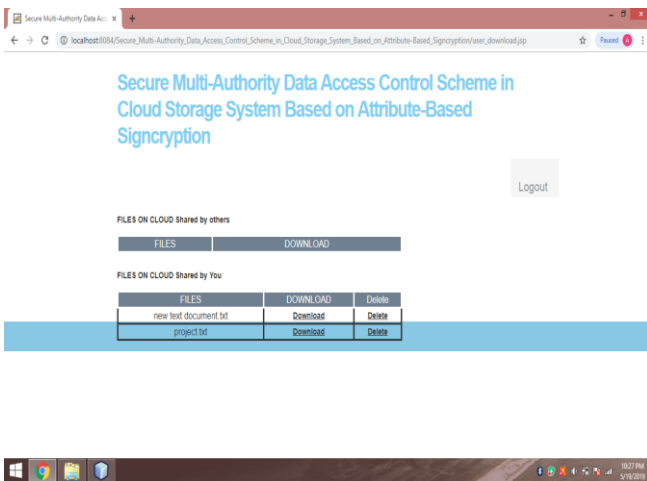 Secure Multi-Authority Data Acc
localhost:8084/Secure_Multi-Authority_Data_Access_Control_Scheme_in_Cloud_Storage_System_Based_on_Attribute-Based_Signcryption/user_download.jsp
Paused A
Secure Multi-Authority Data Access Control Scheme in
Cloud Storage System Based on Attribute-Based
Signcryption
Logout
FILES ON CLOUD Shared by others
FILES DOWNLOAD
FILES ON CLOUD Shared by You
FILES DOWNLOAD Delete
new text document.txt Download Delete
project.txt Download Delete
10:27 PM